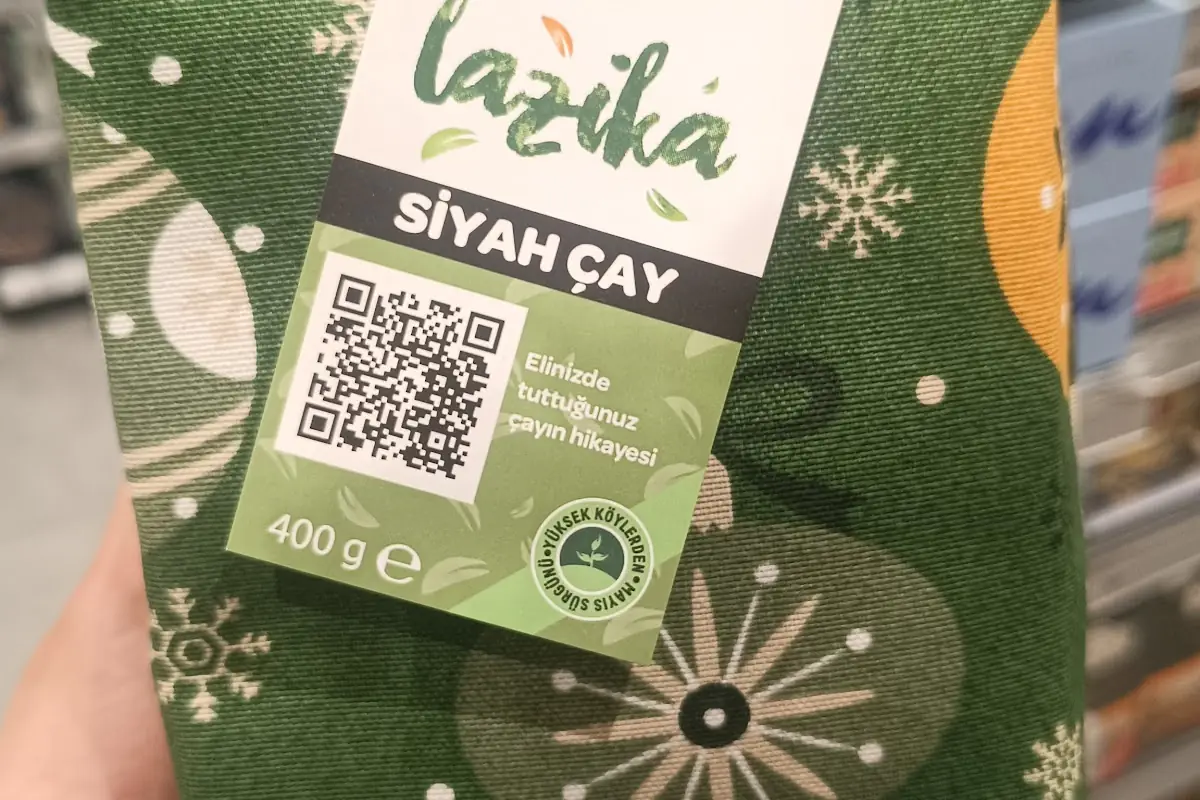 lazika
SİYAH ÇAY
Elinizde
tuttuğunuz
çayın hikayesi
400 g ℮
YÜKSEK KÖYLERDEN • MAYIS SÜRGÜNÜ •